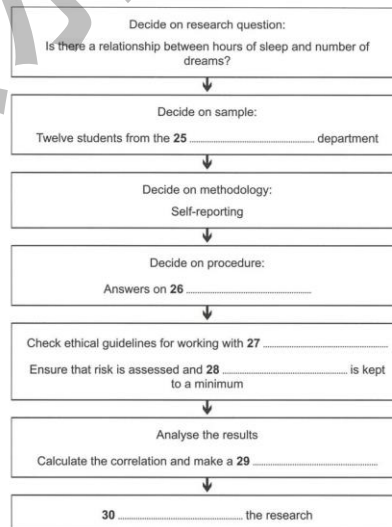 Decide on research question:
Is there a relationship between hours of sleep and number of
dreams?
Decide on sample:
Twelve students from the 25 ........................ department
Decide on methodology:
Self-reporting
Decide on procedure:
Answers on 26 ........................
Check ethical guidelines for working with 27 ........................
Ensure that risk is assessed and 28 ........................ is kept
to a minimum
Analyse the results
Calculate the correlation and make a 29 ........................
30 ........................ the research